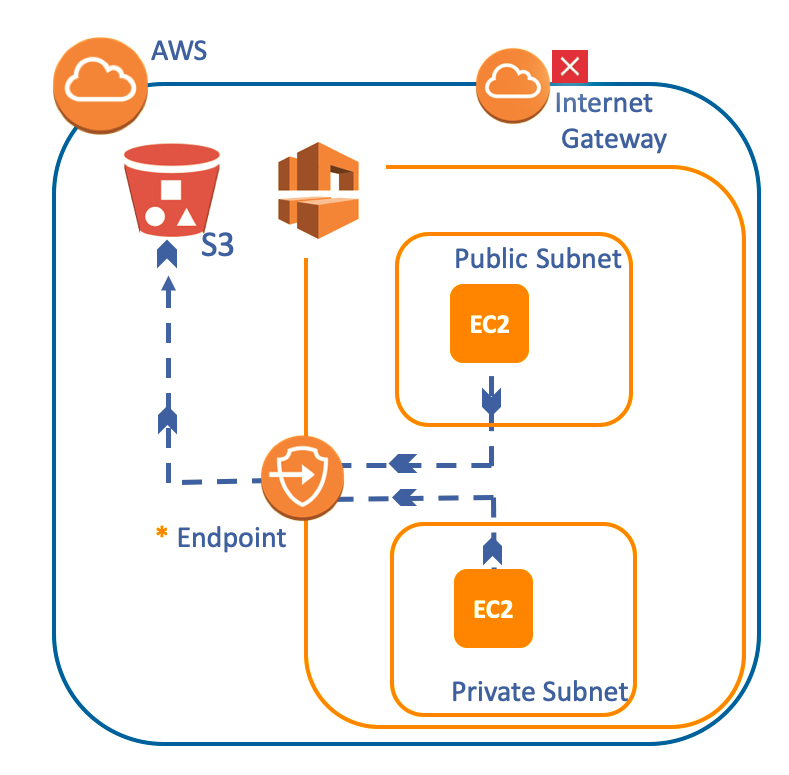 AWS
Internet
Gateway
S3
Public Subnet
EC2
* Endpoint
EC2
Private Subnet